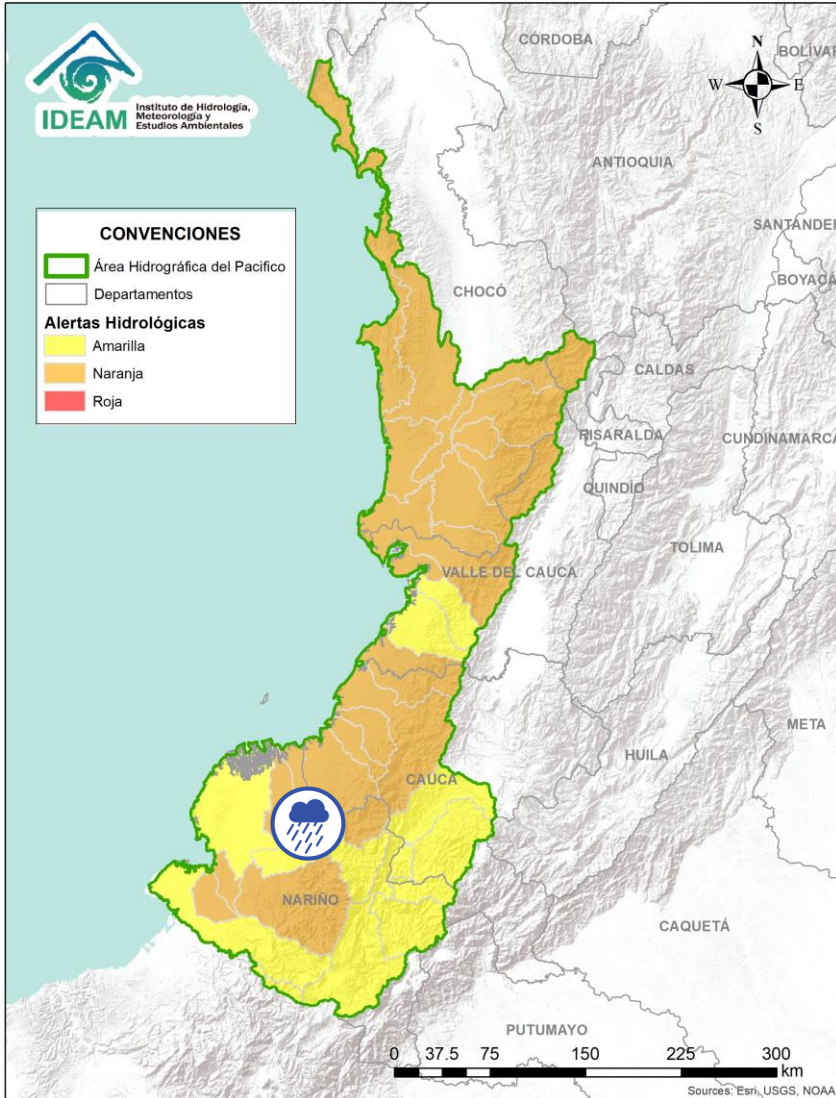 IDEAM
Instituto de Hidrología,
Meteorología y
Estudios Ambientales
CONVENCIONES
Área Hidrográfica del Pacifico
Departamentos
Alertas Hidrológicas
Amarilla
Naranja
Roja
N
W
E
S
CÓRDOBA
BOLÍVAR
ANTIOQUIA
SANTANDER
BOYACÁ
CHOCÓ
CALDAS
RISARALDA
CUNDINAMARCA
QUINDÍO
TOLIMA
VALLE DEL CAUCA
META
HUILA
CAUCA
NARIÑO
CAQUETÁ
PUTUMAYO
0 37.5 75 150 225 300
km
Sources: Esri, USGS, NOAA